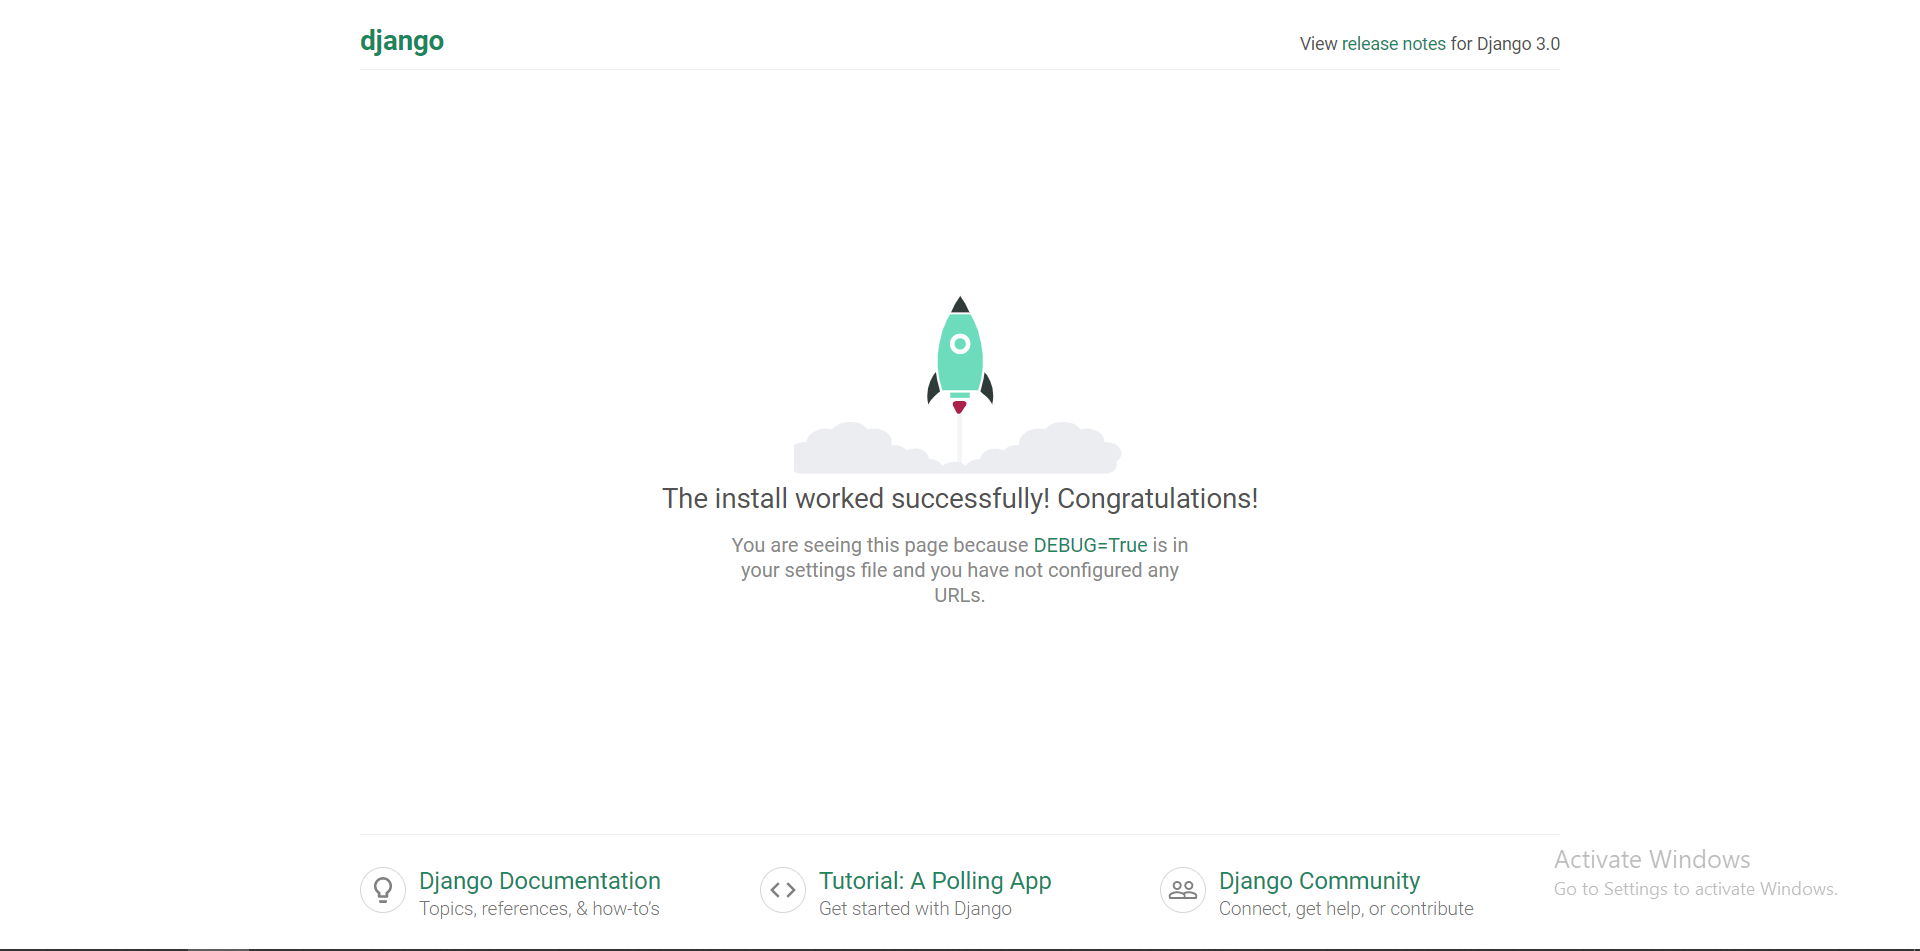 django
View release notes for Django 3.0
The install worked successfully! Congratulations!
You are seeing this page because DEBUG=True is in
your settings file and you have not configured any
URLs.
Django Documentation
Topics, references, & how-to's
Tutorial: A Polling App
Get started with Django
Django Community
Connect, get help, or contribute
Activate Windows
Go to Settings to activate Windows.